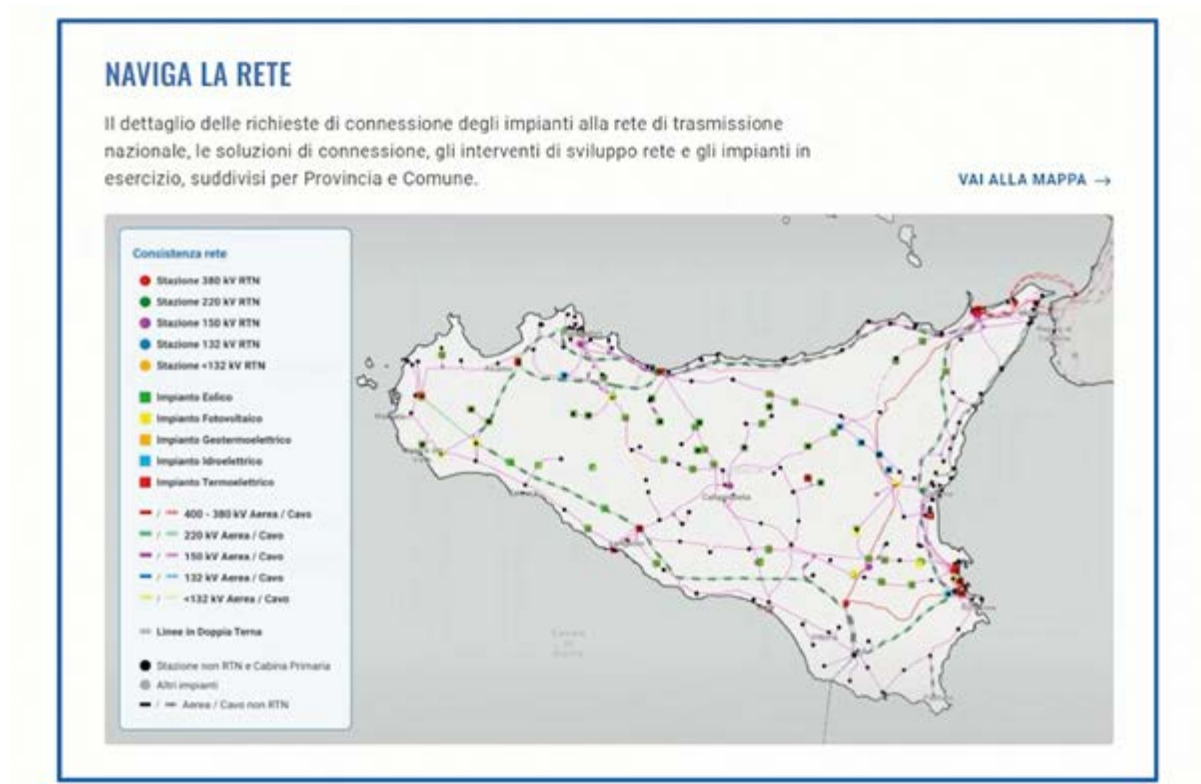 NAVIGA LA RETE
Il dettaglio delle richieste di connessione degli impianti alla rete di trasmissione
nazionale, le soluzioni di connessione, gli interventi di sviluppo rete e gli impianti in
esercizio, suddivisi per Provincia e Comune.
VAI ALLA MAPPA →
Consistenza rete
Stazione 380 kV RTN
Stazione 220 kV RTN
Stazione 150 kV RTN
Stazione 132 kV RTN
Stazione <132 kV RTN
Impianto Eolico
Impianto Fotovoltaico
Impianto Geotermoelettrico
Impianto Idroelettrico
Impianto Termoelettrico
400 - 380 kV Aerea / Cavo
220 kV Aerea / Cavo
150 kV Aerea / Cavo
132 kV Aerea / Cavo
<132 kV Aerea / Cavo
Linee in Doppia Terna
Stazione non RTN e Cabina Primaria
Altri impianti
Aerea / Cavo non RTN